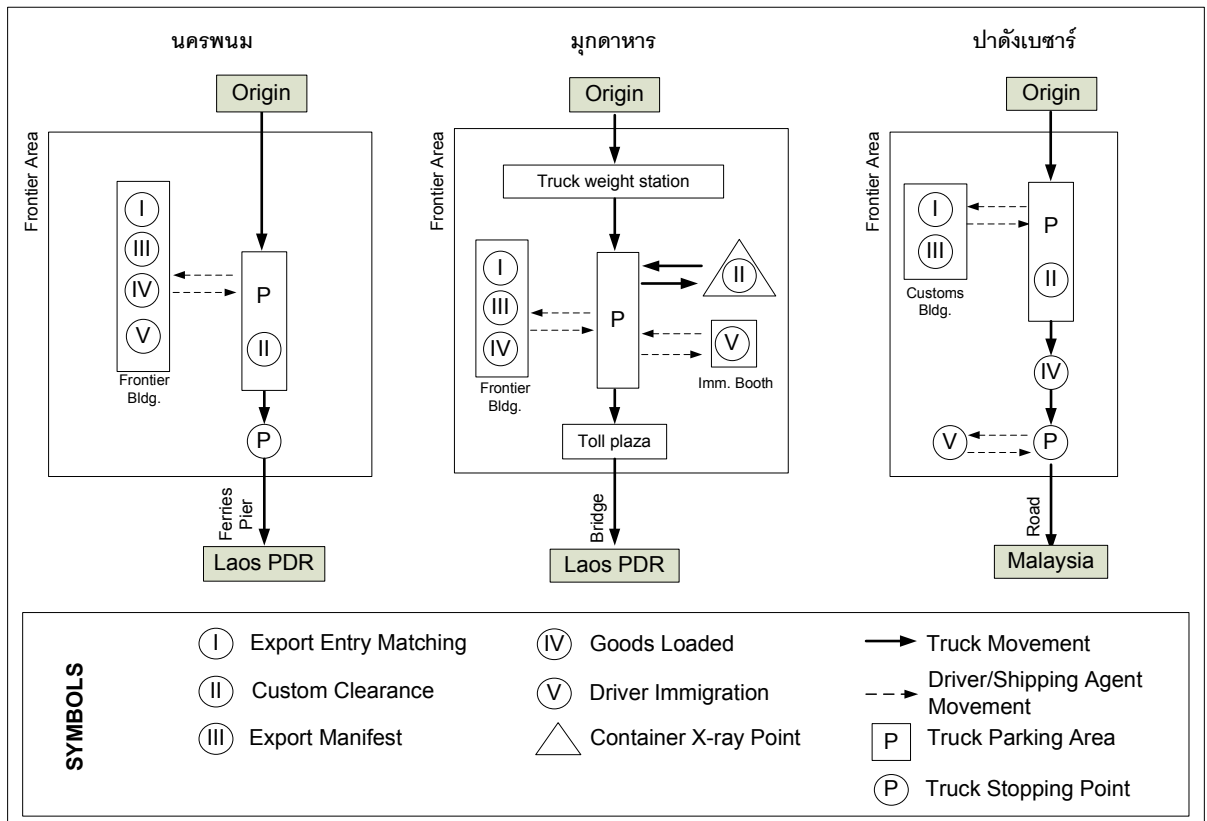 นครพนม
Origin
Frontier Area
I
III
IV
V
Frontier
Bldg.
P
II
P
Ferries
Pier
Laos PDR
มุกดาหาร
Origin
Frontier Area
Truck weight station
I
III
IV
Frontier
Bldg.
P
II
V
Imm. Booth
Toll plaza
Bridge
Laos PDR
ปาดังเบซาร์
Origin
Frontier Area
I
III
Customs
Bldg.
P
II
IV
V
P
Road
Malaysia
SYMBOLS
I Export Entry Matching
II Custom Clearance
III Export Manifest
IV Goods Loaded
V Driver Immigration
Container X-ray Point
Truck Movement
Driver/Shipping Agent
Movement
P Truck Parking Area
P Truck Stopping Point